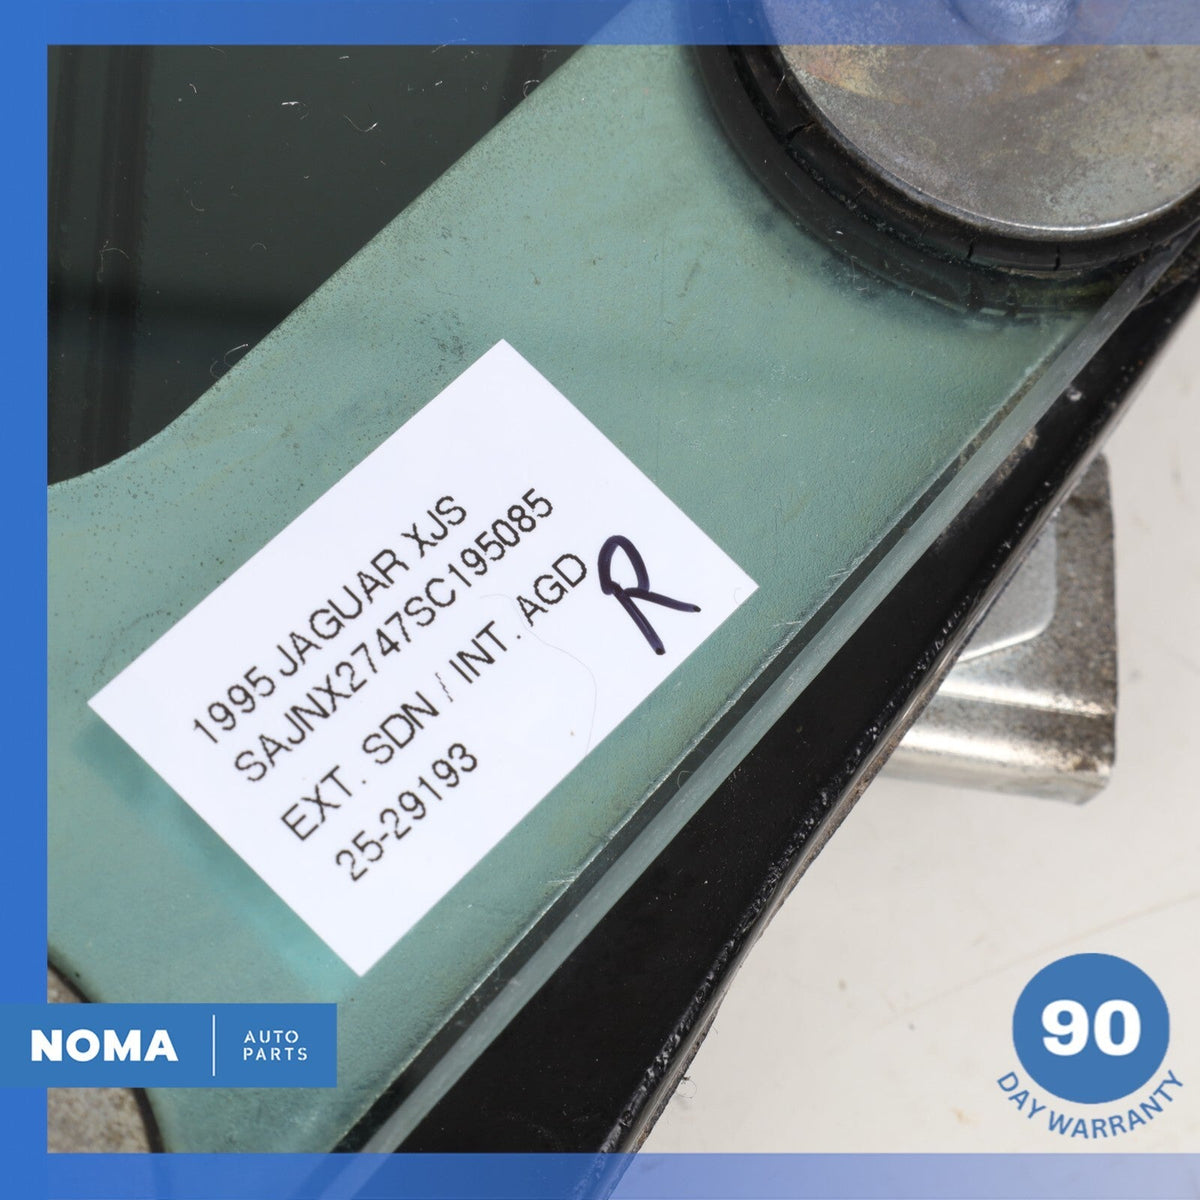 1995 JAGUAR XJS
SAJNX2747SC195085
EXT. SDN / INT. AGD
25-29193
R
NOMA
AUTO
PARTS
90
DAY WARRANTY